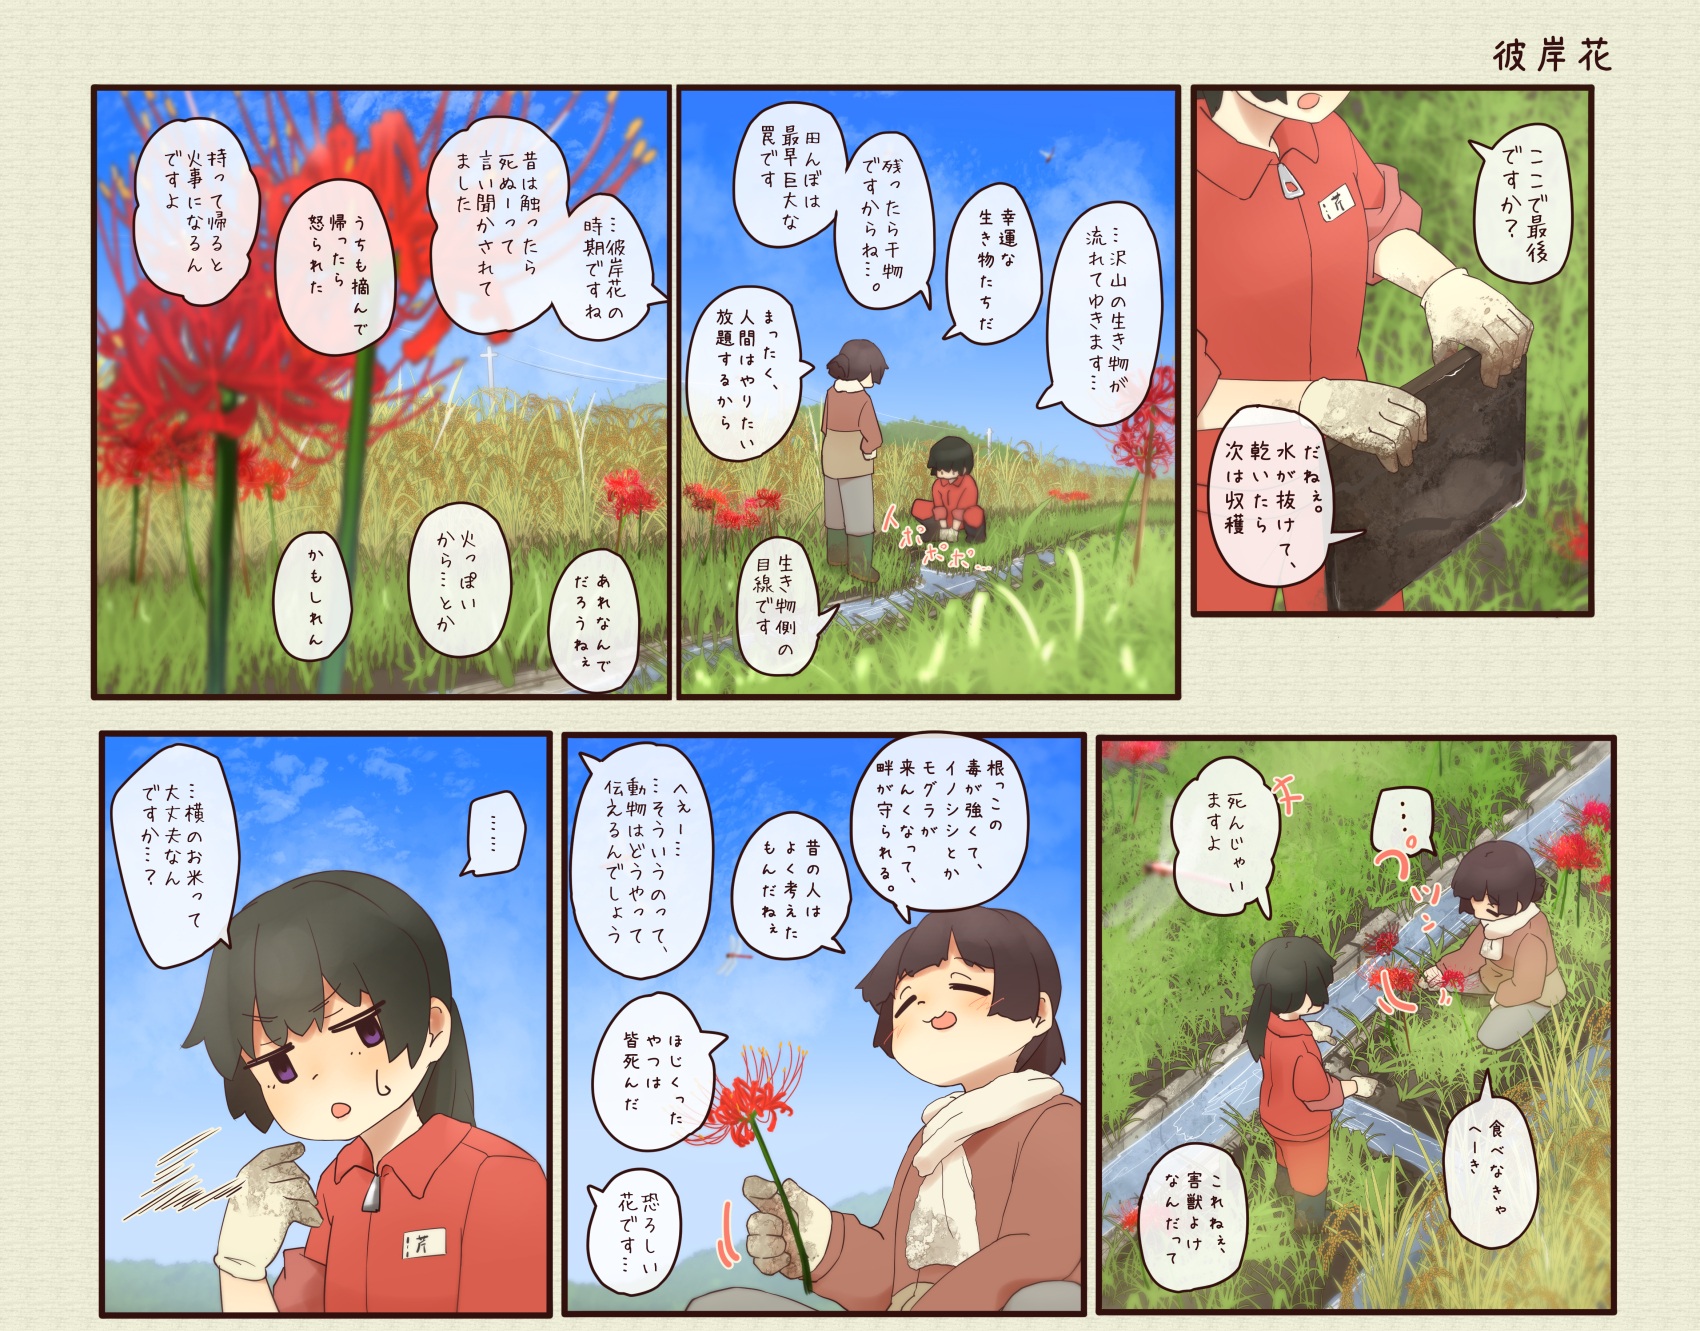 彼岸花
ここで最後
ですか？
芹
だねぇ。
水が抜けて、
乾いたら
次は収穫
…沢山の生き物が
流れてゆきます…
幸運な
生き物たちだ
残ったら干物
ですからね…。
田んぼは
最早巨大な
罠です
まったく、
人間はやりたい
放題するから
生き物側の
目線です
ポポポポ…
…彼岸花の
時期ですね
昔は触ったら
死ぬーって
言い聞かされて
ました
うちも摘んで
帰ったら
怒られた
持って帰ると
火事になるん
ですよ
あれなんで
だろうねぇ
火っぽい
から…とか
かもしれん
…
プツッ
死んじゃい
ますよ
食べなきゃ
へーき
これねぇ、
害獣よけ
なんだって
根っこの
毒が強くて、
イノシシとか
モグラが
来んくなって、
畔が守られる。
昔の人は
よく考えた
もんだねぇ
へぇー…
…そういうのって、
動物はどうやって
伝えるんでしょう
ほじくった
やつは
皆死んだ
恐ろしい
花です…
……
…横のお米って
大丈夫なん
ですか…？
芹